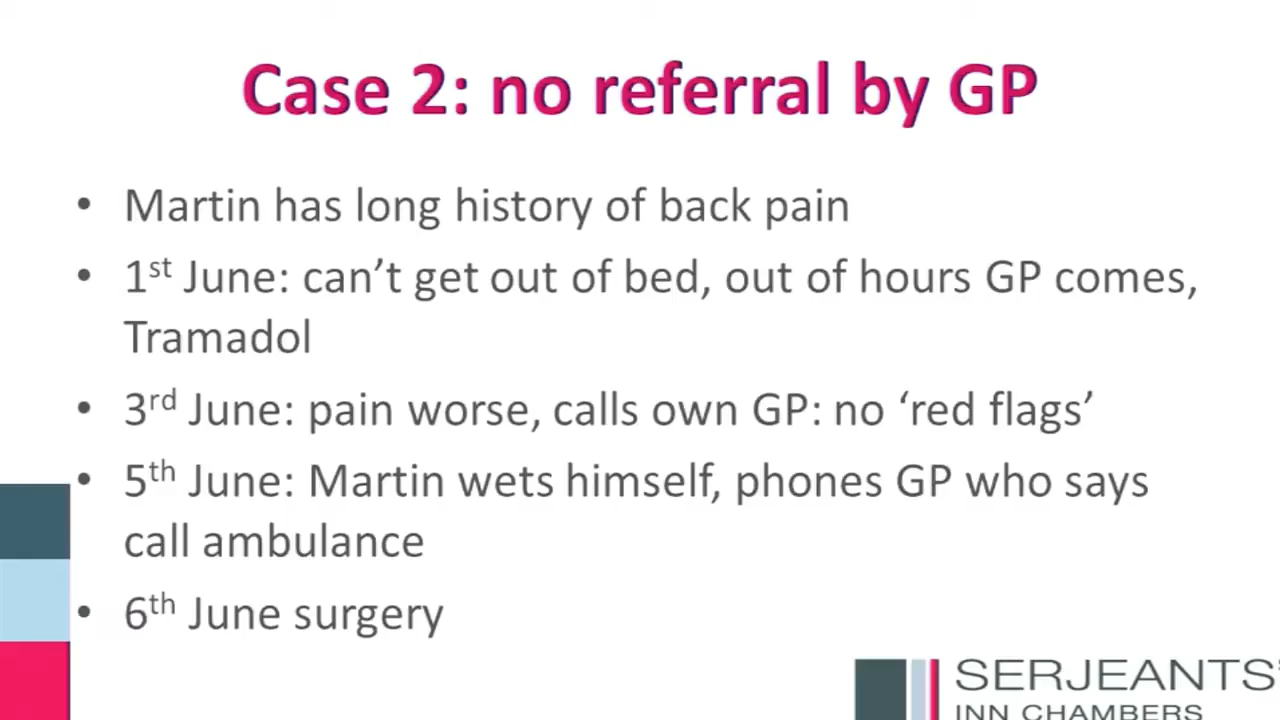 Case 2: no referral by GP
• Martin has long history of back pain
• 1st June: can’t get out of bed, out of hours GP comes,
Tramadol
• 3rd June: pain worse, calls own GP: no ‘red flags’
• 5th June: Martin wets himself, phones GP who says
call ambulance
• 6th June surgery
SERJEANTS’
INN CHAMBERS